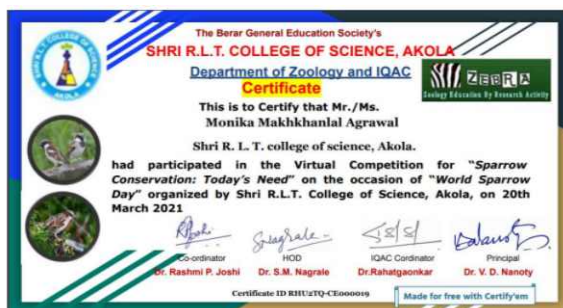 The Berar General Education Society's
SHRI R.L.T. COLLEGE OF SCIENCE, AKOLA
Department of Zoology and IQAC
Certificate
ZEBRA
Zoology Education By Research Activity
This is to Certify that Mr./Ms.
Monika Makhkhanlal Agrawal
Shri R. L. T. college of science, Akola.
had participated in the Virtual Competition for "Sparrow
Conservation: Today's Need" on the occasion of "World Sparrow
Day" organized by Shri R.L.T. College of Science, Akola, on 20th
March 2021
Co-ordinator HOD IQAC Cordinator Principal
Dr. Rashmi P. Joshi Dr. S.M. Nagrale Dr.Rahatgaonkar Dr. V. D. Nanoty
Certificate ID RHU2TQ-CE000019
Made for free with Certify'em